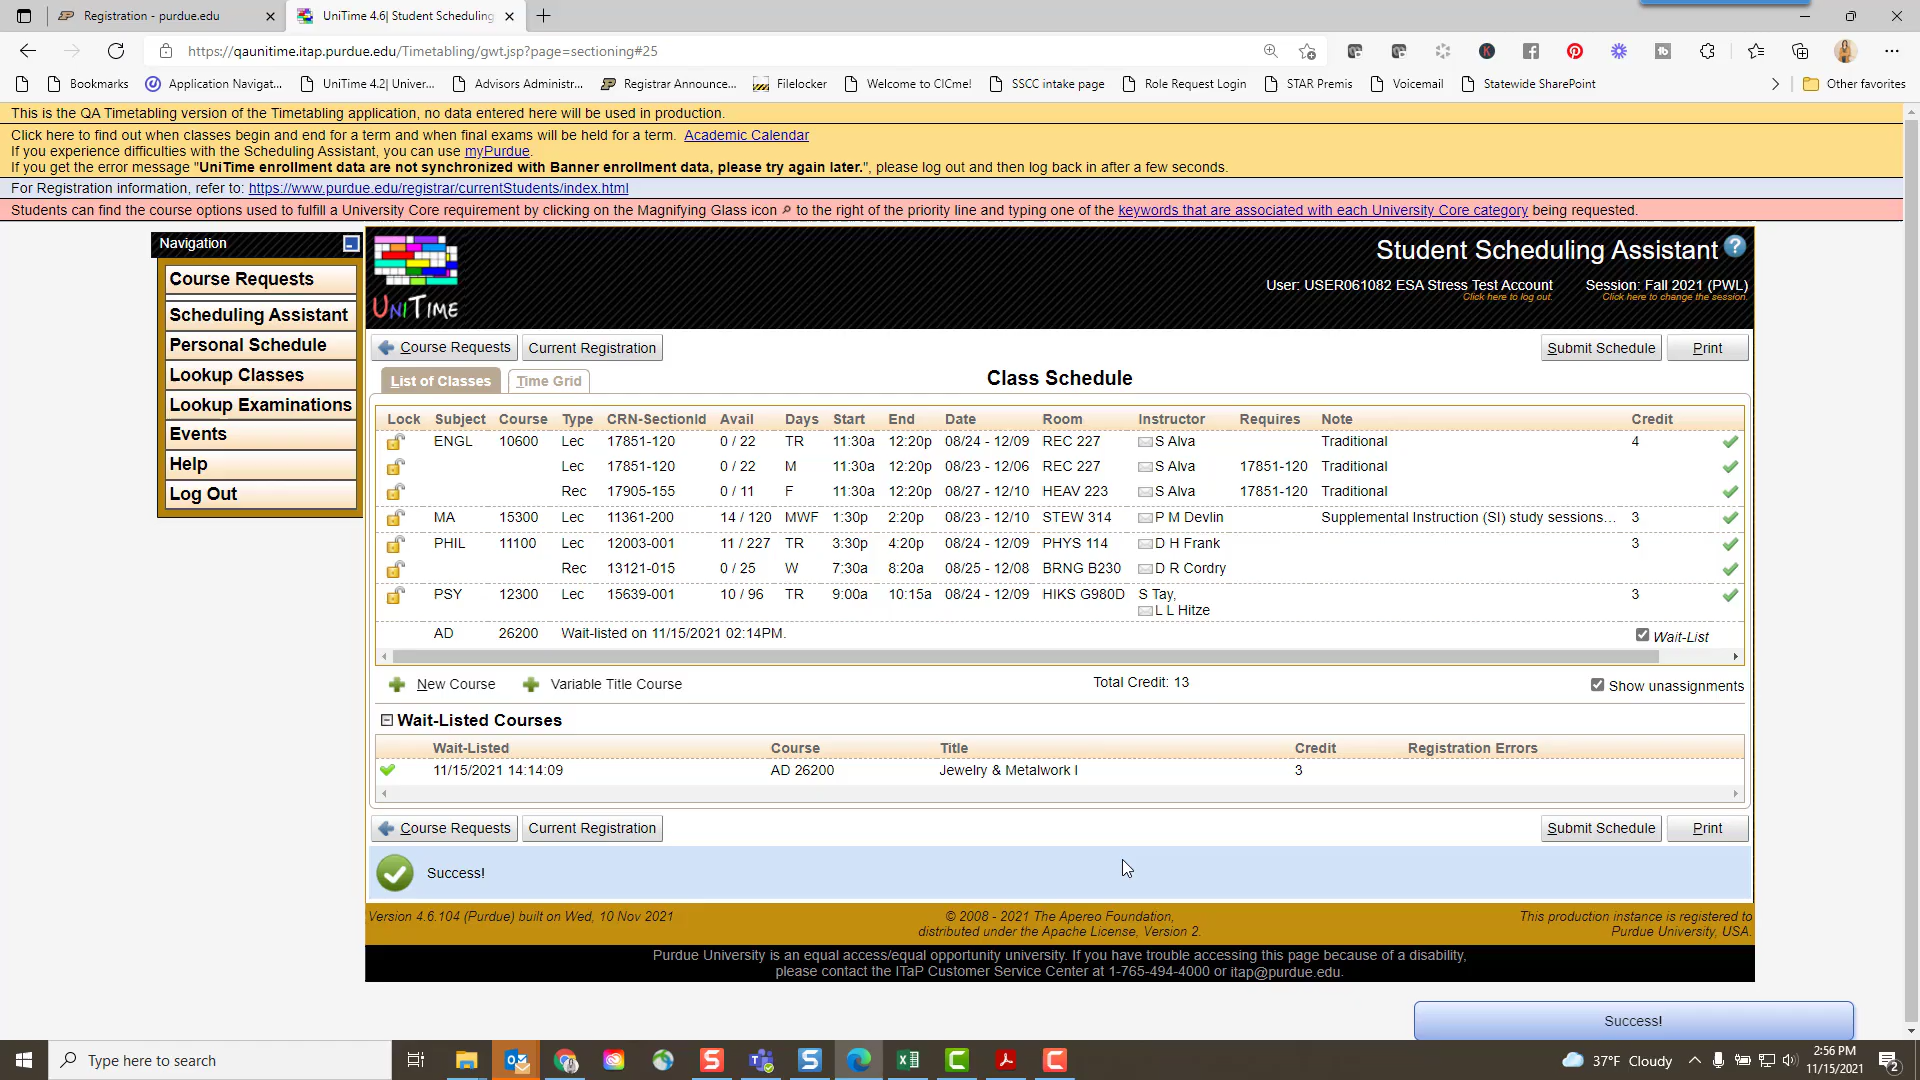 Registration - purdue.edu
UniTime 4.6| Student Scheduling
https://qaunitime.itap.purdue.edu/Timetabling/gwt.jsp?page=sectioning#25
Bookmarks Application Navigat... UniTime 4.2| Univer... Advisors Administr... Registrar Announce... Filelocker Welcome to CICme! SSCC intake page Role Request Login STAR Premis Voicemail Statewide SharePoint Other favorites
This is the QA Timetabling version of the Timetabling application, no data entered here will be used in production.
Click here to find out when classes begin and end for a term and when final exams will be held for a term. Academic Calendar
If you experience difficulties with the Scheduling Assistant, you can use myPurdue.
If you get the error message "UniTime enrollment data are not synchronized with Banner enrollment data, please try again later.", please log out and then log back in after a few seconds.
For Registration information, refer to: https://www.purdue.edu/registrar/currentStudents/index.html
Students can find the course options used to fulfill a University Core requirement by clicking on the Magnifying Glass icon to the right of the priority line and typing one of the keywords that are associated with each University Core category being requested.
Navigation
Course Requests
Scheduling Assistant
Personal Schedule
Lookup Classes
Lookup Examinations
Events
Help
Log Out
UNITIME
Student Scheduling Assistant ?
User: USER061082 ESA Stress Test Account Session: Fall 2021 (PWL)
Click here to log out. Click here to change the session.
Course Requests Current Registration Submit Schedule Print
List of Classes Time Grid Class Schedule
Lock Subject Course Type CRN-SectionId Avail Days Start End Date Room Instructor Requires Note Credit
ENGL 10600 Lec 17851-120 0 / 22 TR 11:30a 12:20p 08/24 - 12/09 REC 227 S Alva Traditional 4
Lec 17851-120 0 / 22 M 11:30a 12:20p 08/23 - 12/06 REC 227 S Alva 17851-120 Traditional
Rec 17905-155 0 / 11 F 11:30a 12:20p 08/27 - 12/10 HEAV 223 S Alva 17851-120 Traditional
MA 15300 Lec 11361-200 14 / 120 MWF 1:30p 2:20p 08/23 - 12/10 STEW 314 P M Devlin Supplemental Instruction (SI) study sessions... 3
PHIL 11100 Lec 12003-001 11 / 227 TR 3:30p 4:20p 08/24 - 12/09 PHYS 114 D H Frank 3
Rec 13121-015 0 / 25 W 7:30a 8:20a 08/25 - 12/08 BRNG B230 D R Cordry
PSY 12300 Lec 15639-001 10 / 96 TR 9:00a 10:15a 08/24 - 12/09 HIKS G980D S Tay, 3
L L Hitze
AD 26200 Wait-listed on 11/15/2021 02:14PM. Wait-List
New Course Variable Title Course Total Credit: 13 Show unassignments
Wait-Listed Courses
Wait-Listed Course Title Credit Registration Errors
11/15/2021 14:14:09 AD 26200 Jewelry & Metalwork I 3
Course Requests Current Registration Submit Schedule Print
Success!
Version 4.6.104 (Purdue) built on Wed, 10 Nov 2021 © 2008 - 2021 The Apereo Foundation, This production instance is registered to
distributed under the Apache License, Version 2. Purdue University, USA.
Purdue University is an equal access/equal opportunity university. If you have trouble accessing this page because of a disability,
please contact the ITaP Customer Service Center at 1-765-494-4000 or itap@purdue.edu.
Success!
Type here to search
37°F Cloudy
2:56 PM
11/15/2021
2